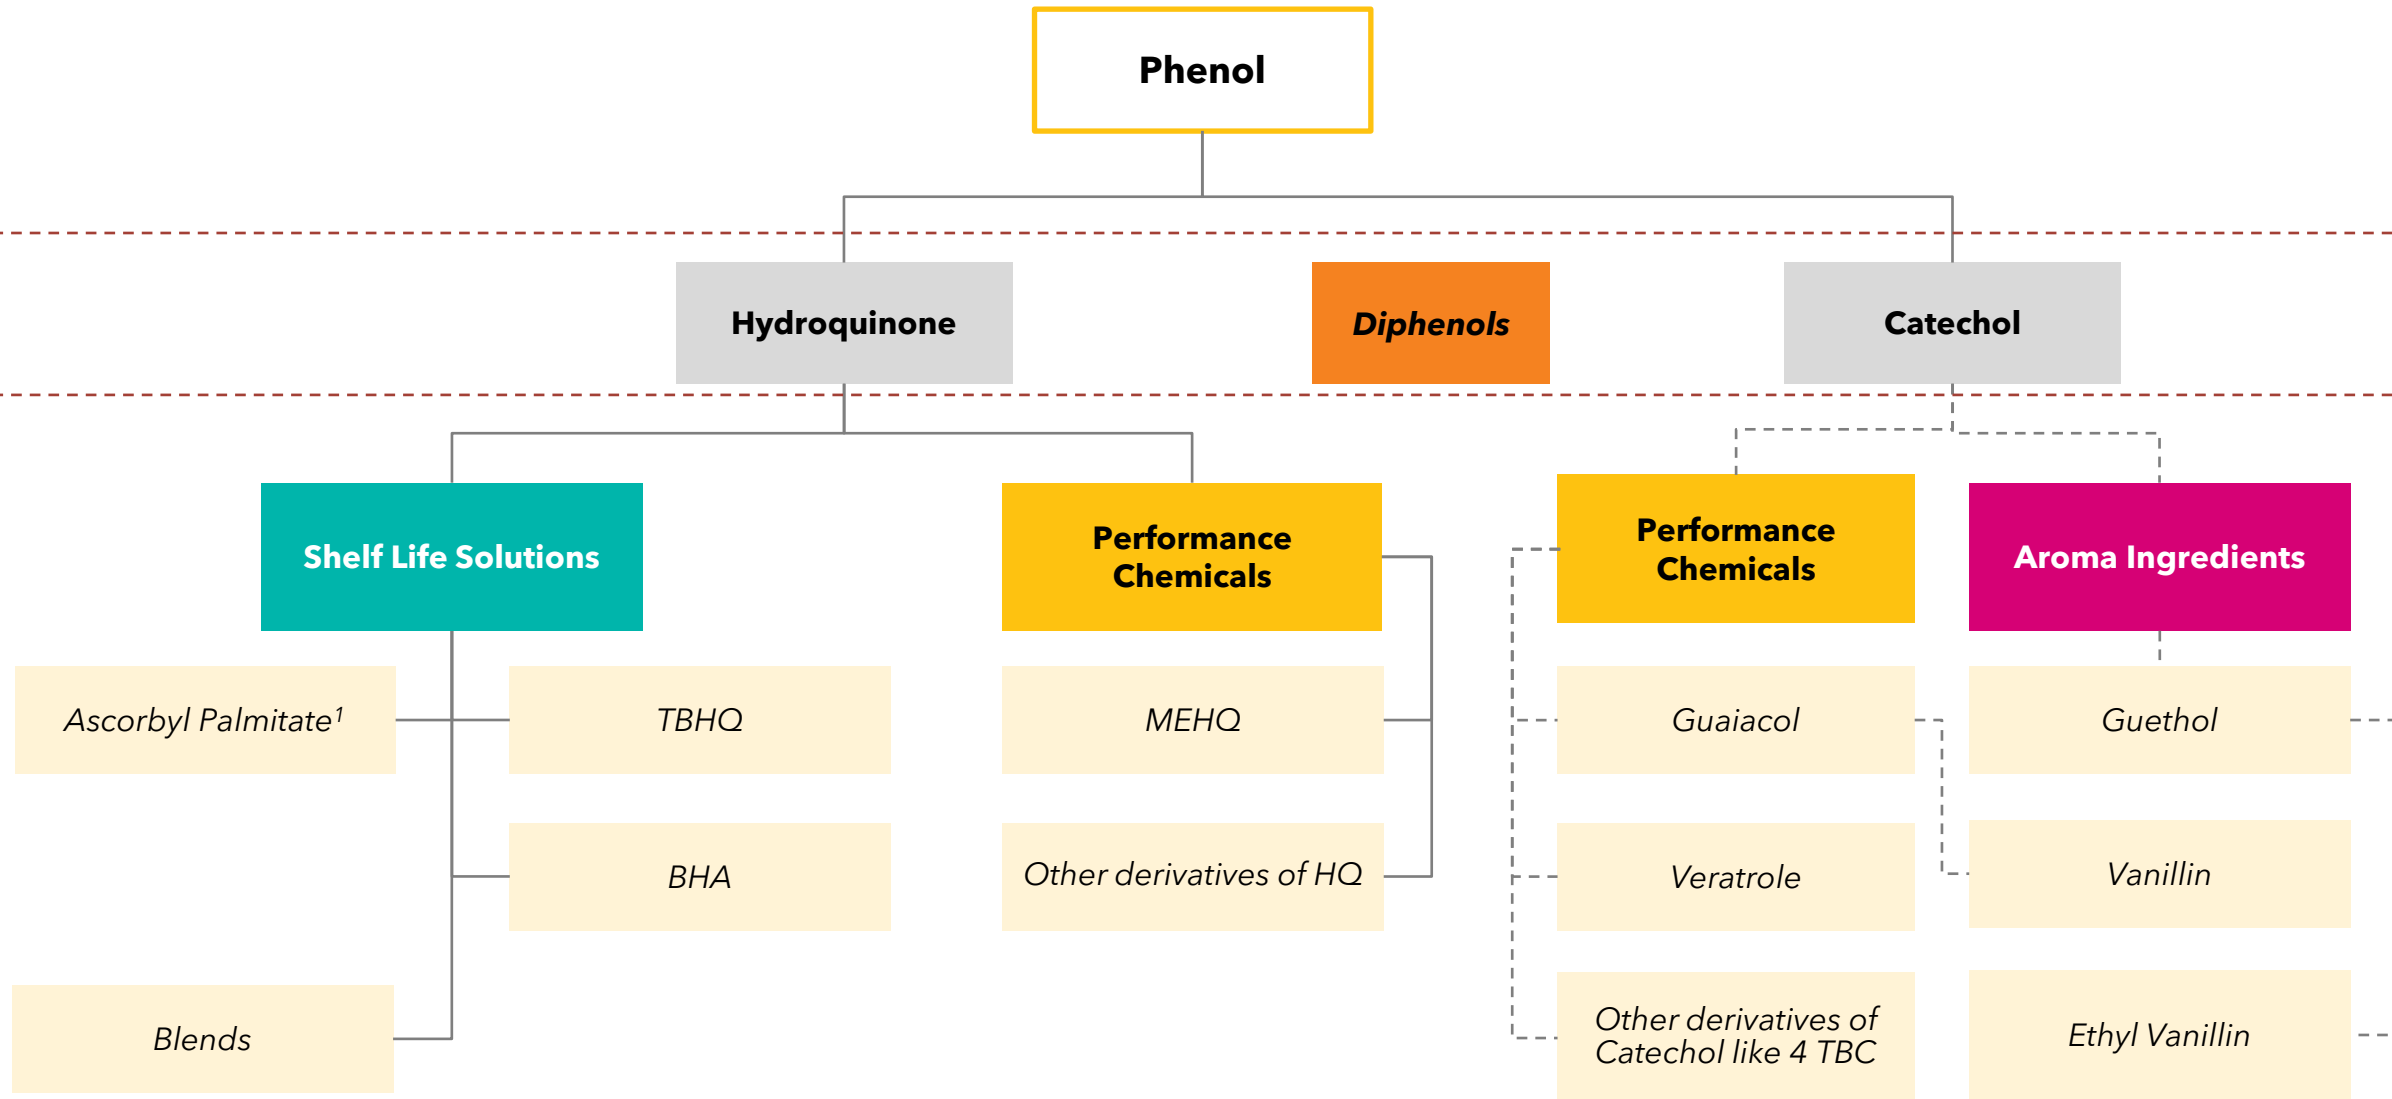 Phenol
Hydroquinone
Diphenols
Catechol
Shelf Life Solutions
Performance
Chemicals
Performance
Chemicals
Aroma Ingredients
Ascorbyl Palmitate¹
TBHQ
MEHQ
Guaiacol
Guethol
BHA
Other derivatives of HQ
Veratrole
Vanillin
Blends
Other derivatives of
Catechol like 4 TBC
Ethyl Vanillin